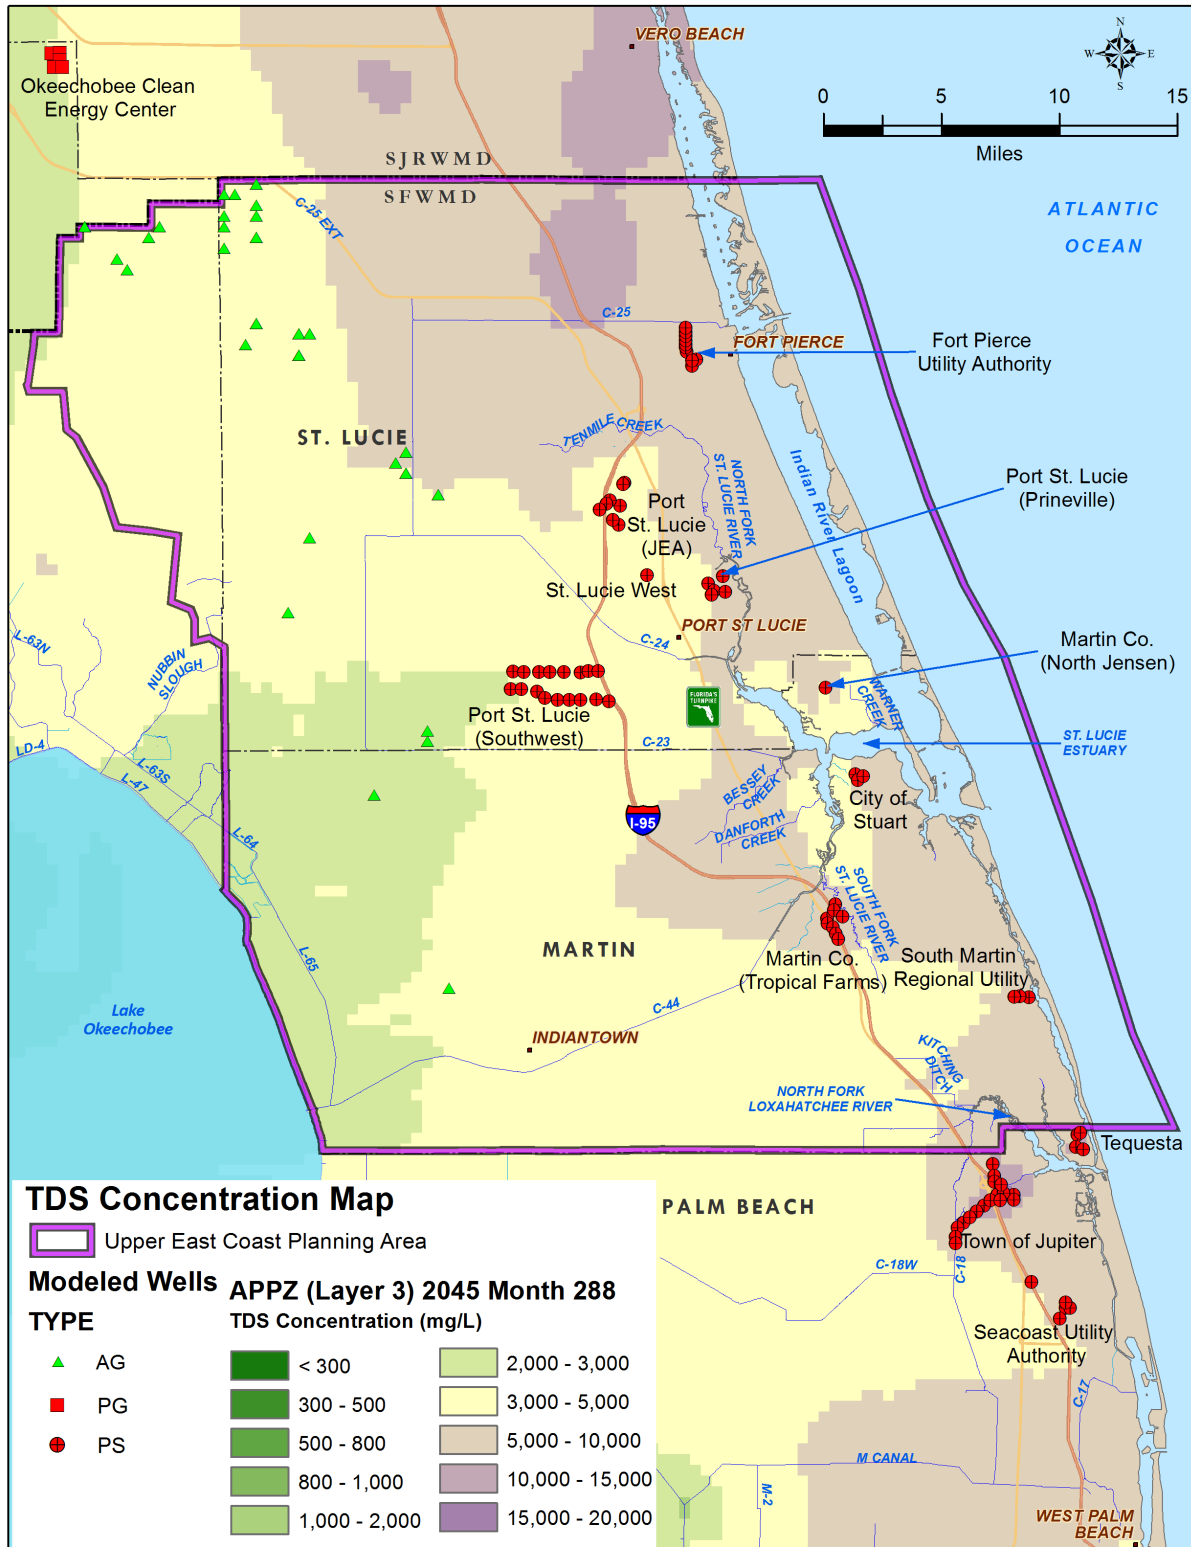 VERO BEACH
N
W
E
S
Okeechobee Clean
Energy Center
0
5
10
15
Miles
SJRWMD
SFWMD
C-25 EXT
ATLANTIC
OCEAN
C-25
FORT PIERCE
Fort Pierce
Utility Authority
TENMILE CREEK
ST. LUCIE
NORTH FORK
ST. LUCIE RIVER
Indian River Lagoon
Port St. Lucie
(Prineville)
Port
St. Lucie
(JEA)
St. Lucie West
C-24
PORT ST LUCIE
L-63N
NUBBIN
SLOUGH
Martin Co.
(North Jensen)
WARNER
CREEK
FLORIDA'S
TURNPIKE
Port St. Lucie
(Southwest)
C-23
ST. LUCIE
ESTUARY
LD-4
L-63S
L-47
BESSEY
CREEK
City of
Stuart
I-95
DANFORTH
CREEK
L-64
SOUTH FORK
ST. LUCIE RIVER
L-65
MARTIN
Martin Co.
(Tropical Farms)
South Martin
Regional Utility
C-44
Lake
Okeechobee
INDIANTOWN
KITCHING
DITCH
NORTH FORK
LOXAHATCHEE RIVER
Tequesta
PALM BEACH
Town of Jupiter
C-18W
C-18
Seacoast Utility
Authority
C-17
M CANAL
M-2
WEST PALM
BEACH
TDS Concentration Map
Upper East Coast Planning Area
Modeled Wells
TYPE
AG
PG
PS
APPZ (Layer 3) 2045 Month 288
TDS Concentration (mg/L)
< 300
300 - 500
500 - 800
800 - 1,000
1,000 - 2,000
2,000 - 3,000
3,000 - 5,000
5,000 - 10,000
10,000 - 15,000
15,000 - 20,000